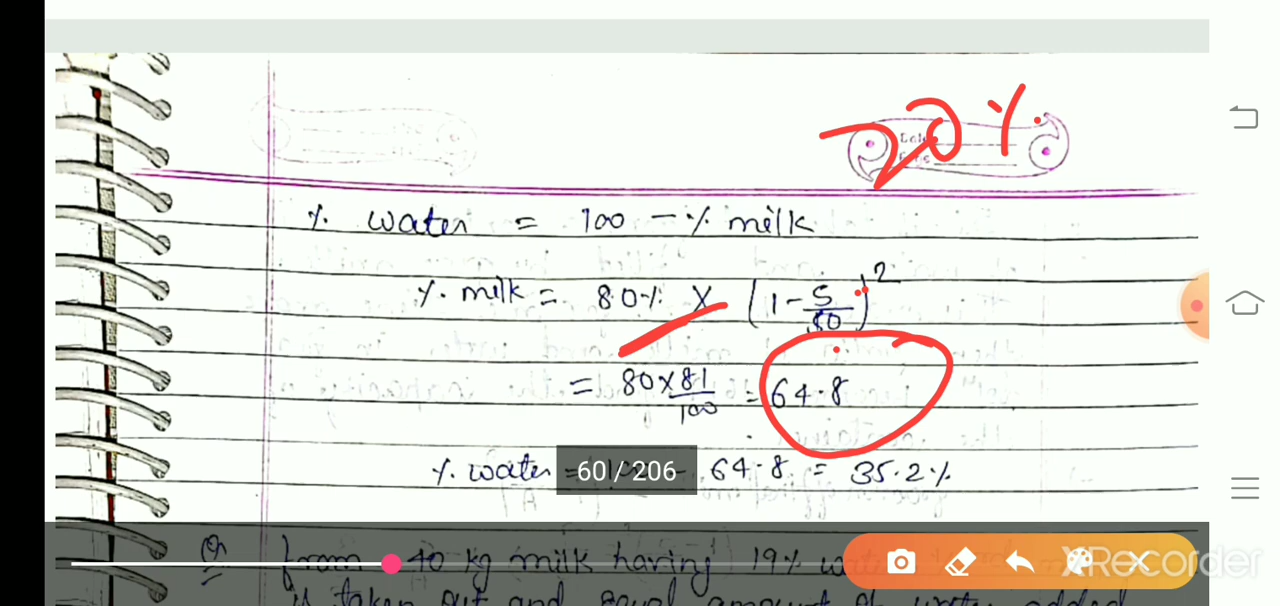 20%
% water = 100 - % milk
% milk = 80% X (1 - 5/50)^2
= 80 x 81/100 = 64.8
% water = 64.8 = 35.2%
60 / 206
Q from 40 kg milk having 19%
is taken out and equal amount of water added
XRecorder